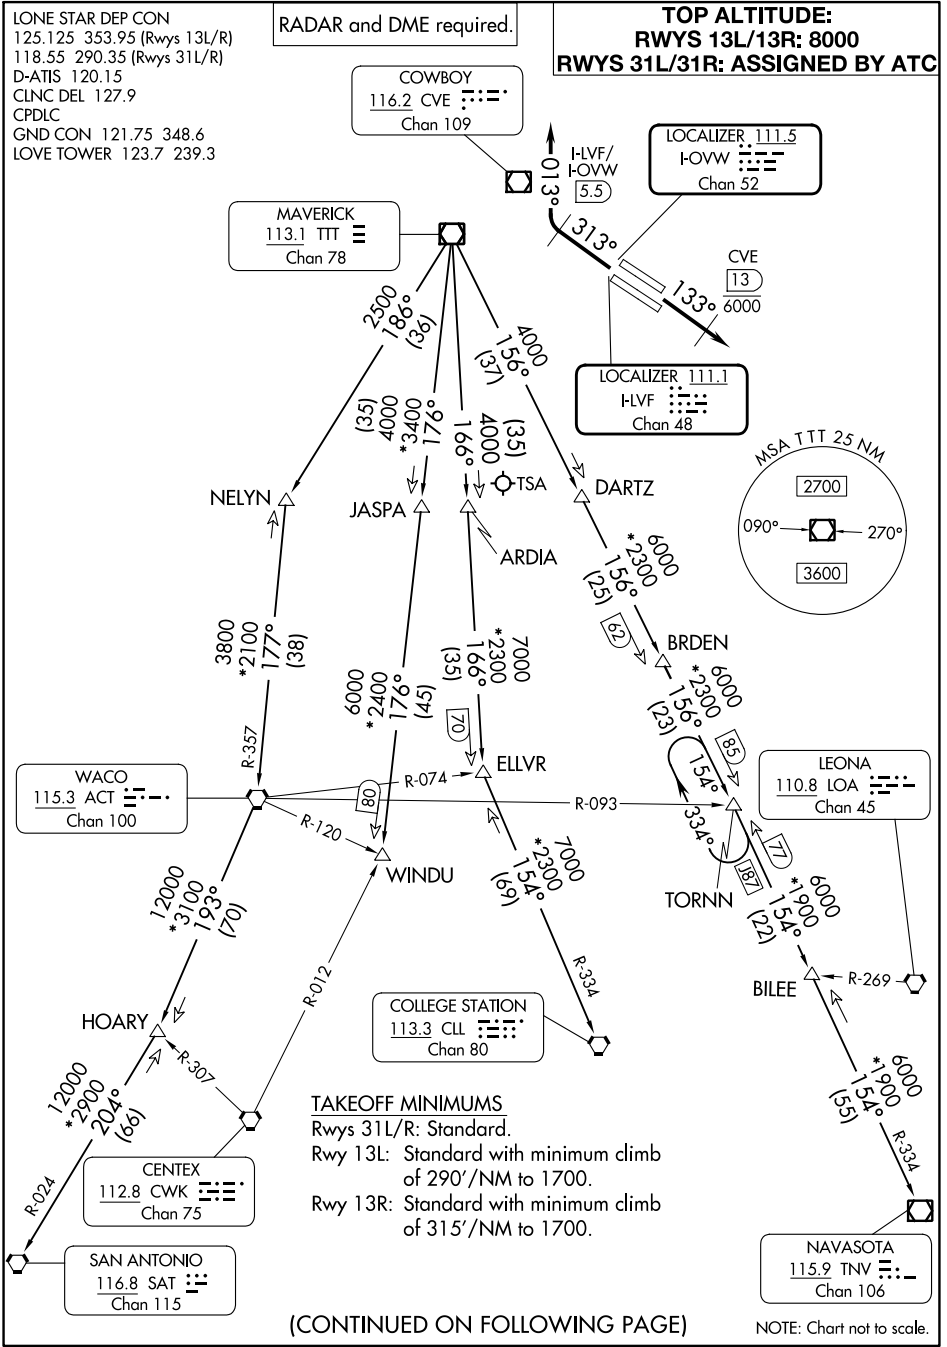 LONE STAR DEP CON
125.125 353.95 (Rwys 13L/R)
118.55 290.35 (Rwys 31L/R)
D-ATIS 120.15
CLNC DEL 127.9
CPDLC
GND CON 121.75 348.6
LOVE TOWER 123.7 239.3
RADAR and DME required.
TOP ALTITUDE:
RWYS 13L/13R: 8000
RWYS 31L/31R: ASSIGNED BY ATC
COWBOY
116.2 CVE
Chan 109
I-LVF/
I-OVW
5.5
013°
LOCALIZER 111.5
I-OVW
Chan 52
MAVERICK
113.1 TTT
Chan 78
313°
133°
CVE
13
6000
LOCALIZER 111.1
I-LVF
Chan 48
2500
186°
(36)
(35)
4000
*3400
176°
(35)
4000
166°
4000
156°
(37)
MSA TTT 25 NM
2700
090°
270°
3600
NELYN
JASPA
TSA
ARDIA
DARTZ
3800
*2100
177°
(38)
6000
*2400
176°
(45)
7000
*2300
166°
(35)
6000
*2300
156°
(25)
62
BRDEN
6000
*2300
156°
(23)
85
R-357
70
ELLVR
R-074
80
R-093
R-120
WACO
115.3 ACT
Chan 100
WINDU
154°
334°
TORNN
J87
77
LEONA
110.8 LOA
Chan 45
12000
*3100
193°
(70)
7000
*2300
154°
(69)
6000
*1900
154°
(22)
R-012
R-334
BILEE
R-269
HOARY
R-307
COLLEGE STATION
113.3 CLL
Chan 80
12000
*2900
204°
(66)
R-024
6000
*1900
154°
(55)
R-334
CENTEX
112.8 CWK
Chan 75
SAN ANTONIO
116.8 SAT
Chan 115
TAKEOFF MINIMUMS
Rwys 31L/R: Standard.
Rwy 13L: Standard with minimum climb
of 290'/NM to 1700.
Rwy 13R: Standard with minimum climb
of 315'/NM to 1700.
NAVASOTA
115.9 TNV
Chan 106
(CONTINUED ON FOLLOWING PAGE)
NOTE: Chart not to scale.